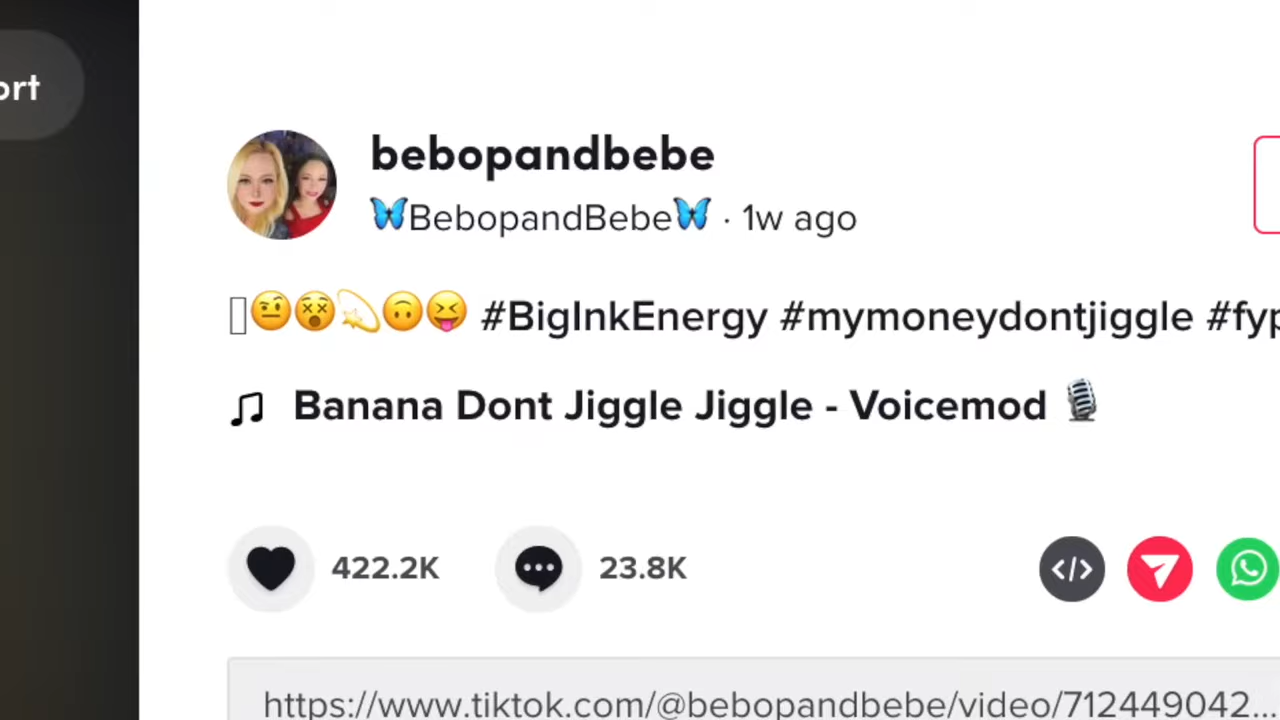 ort
bebopandbebe
🦋BebopandBebe🦋 · 1w ago
🤨😵💫🙃😝 #BigInkEnergy #mymoneydontjiggle #fyp
♫ Banana Dont Jiggle Jiggle - Voicemod 🎙️
422.2K 23.8K
https://www.tiktok.com/@bebopandbebe/video/712449042...